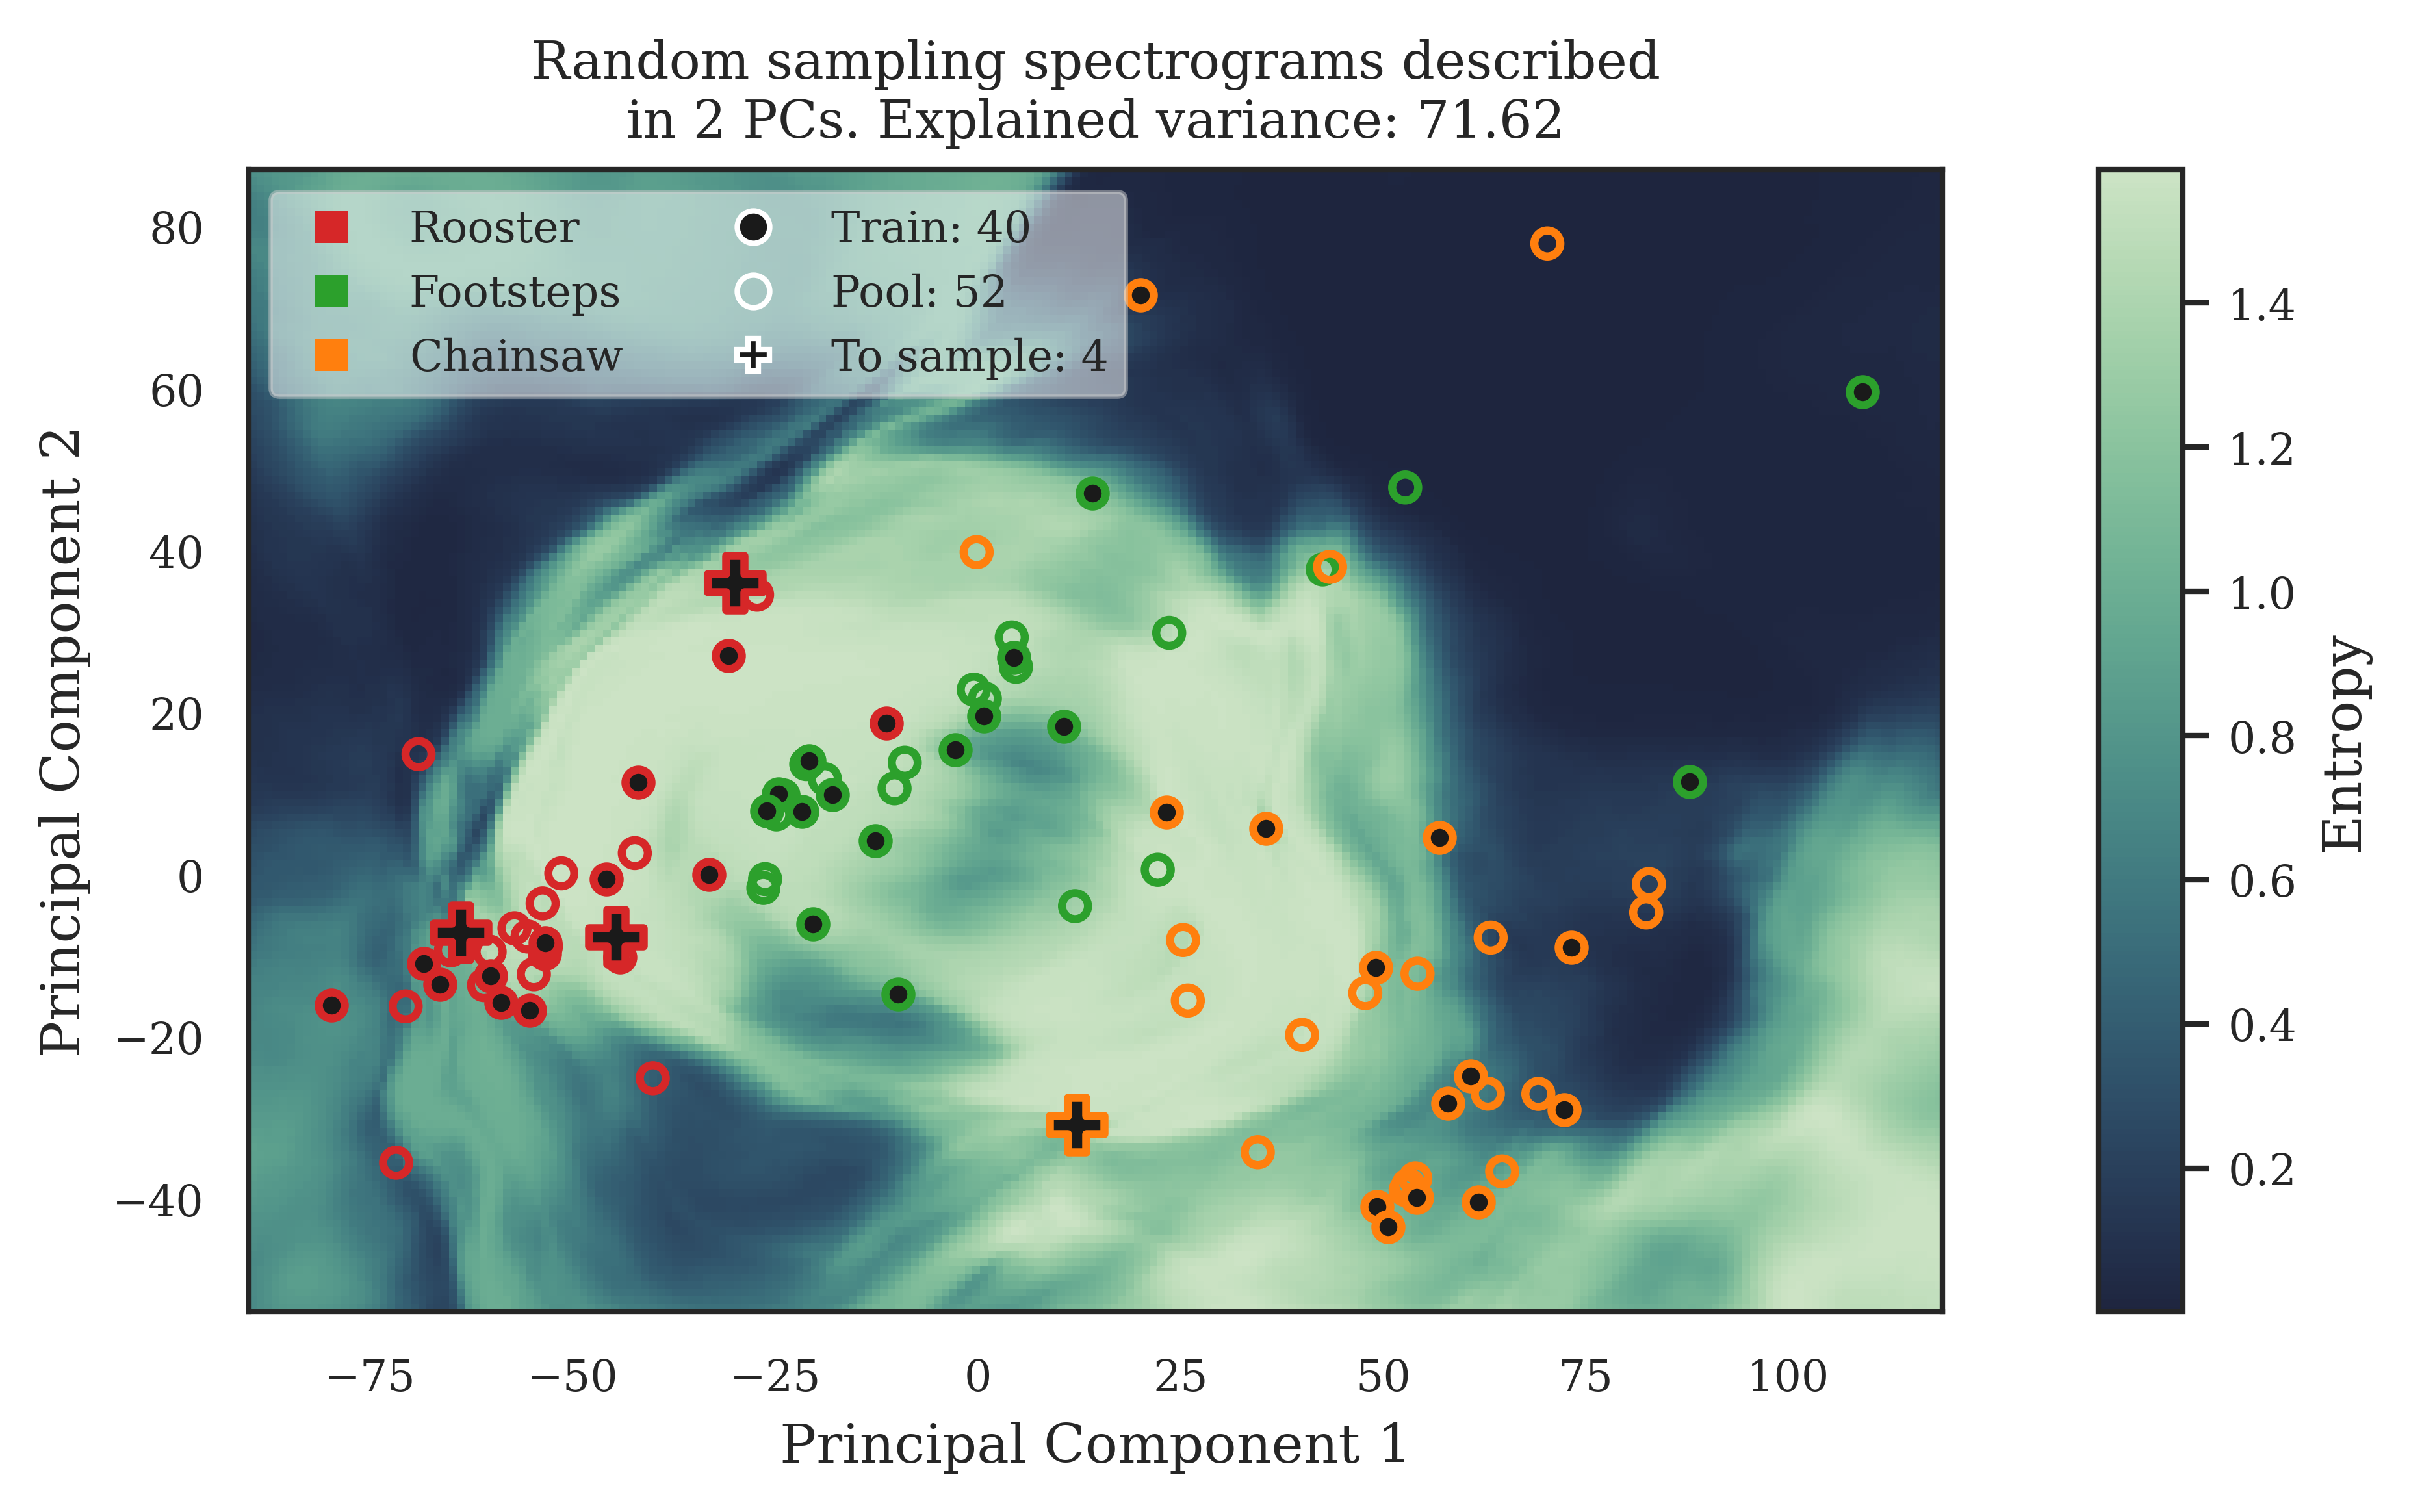 Random sampling spectrograms described
in 2 PCs. Explained variance: 71.62
Rooster
Footsteps
Chainsaw
Train: 40
Pool: 52
To sample: 4
80
60
40
20
0
−20
−40
Principal Component 2
−75
−50
−25
0
25
50
75
100
Principal Component 1
1.4
1.2
1.0
0.8
0.6
0.4
0.2
Entropy